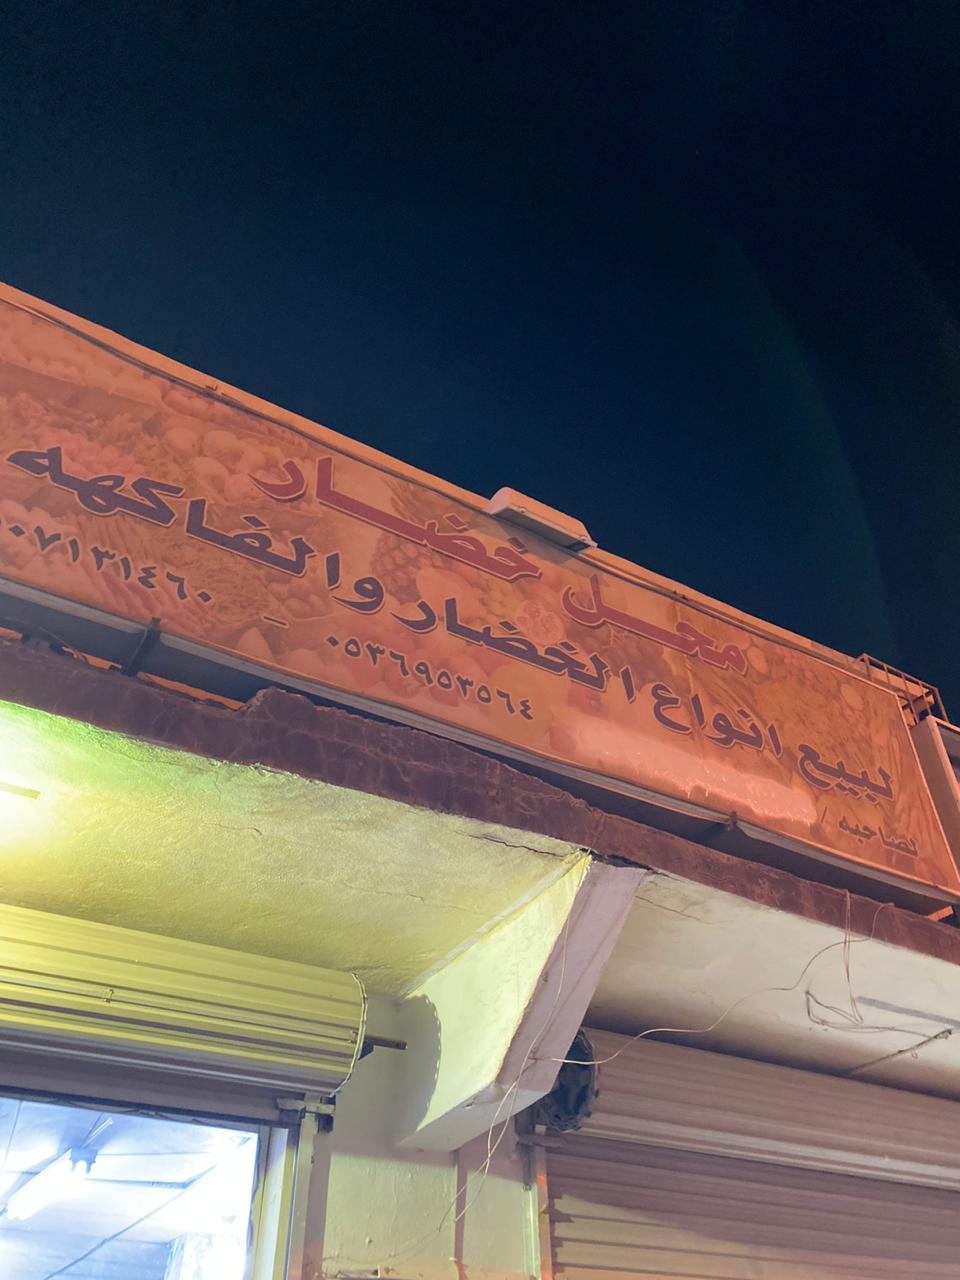 محل خضار
لبيع انواع الخضار والفاكهه
٠٥٣٦٩٥٣٥٦٤ _
لصاحبه /